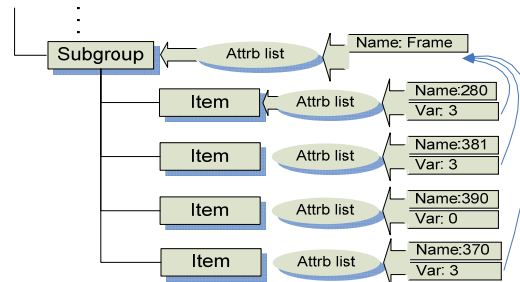 Subgroup
Attrb list
Name: Frame
Item
Attrb list
Name:280
Var: 3
Item
Attrb list
Name:381
Var: 3
Item
Attrb list
Name:390
Var: 0
Item
Attrb list
Name:370
Var: 3